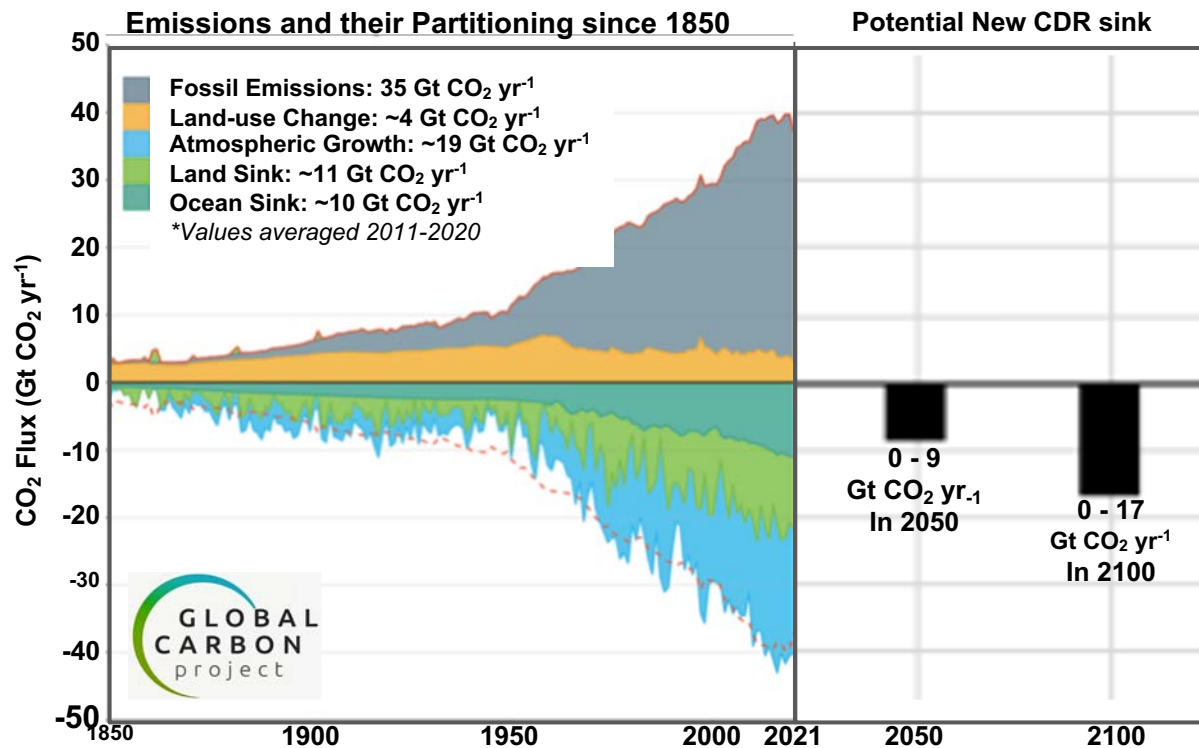 Emissions and their Partitioning since 1850
Potential New CDR sink
Fossil Emissions: 35 Gt CO₂ yr⁻¹
Land-use Change: ~4 Gt CO₂ yr⁻¹
Atmospheric Growth: ~19 Gt CO₂ yr⁻¹
Land Sink: ~11 Gt CO₂ yr⁻¹
Ocean Sink: ~10 Gt CO₂ yr⁻¹
*Values averaged 2011-2020
CO₂ Flux (Gt CO₂ yr⁻¹)
50
40
30
20
10
0
-10
-20
-30
-40
-50
0 - 9
Gt CO₂ yr₋₁
In 2050
0 - 17
Gt CO₂ yr⁻¹
In 2100
GLOBAL
CARBON
project
1850
1900
1950
2000
2021
2050
2100